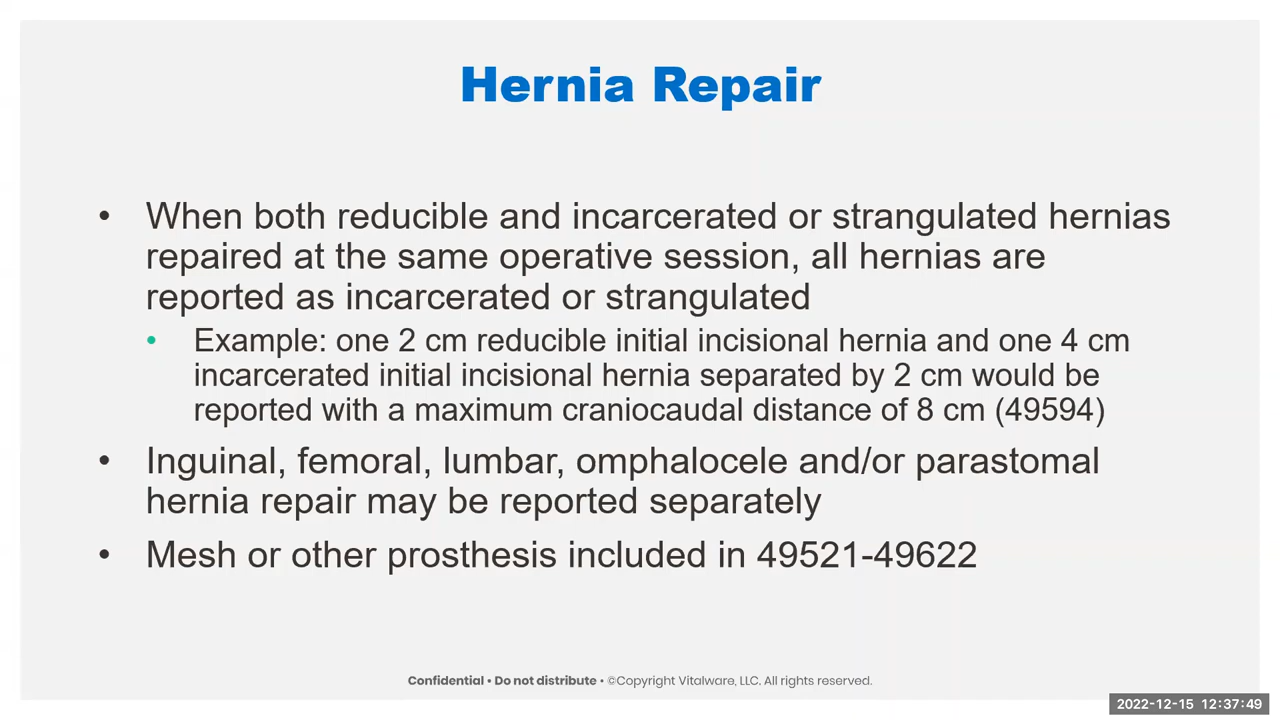 Hernia Repair
• When both reducible and incarcerated or strangulated hernias
repaired at the same operative session, all hernias are
reported as incarcerated or strangulated
• Example: one 2 cm reducible initial incisional hernia and one 4 cm
incarcerated initial incisional hernia separated by 2 cm would be
reported with a maximum craniocaudal distance of 8 cm (49594)
• Inguinal, femoral, lumbar, omphalocele and/or parastomal
hernia repair may be reported separately
• Mesh or other prosthesis included in 49521-49622
Confidential • Do not distribute • ©Copyright Vitalware, LLC. All rights reserved.
2022-12-15 12:37:49